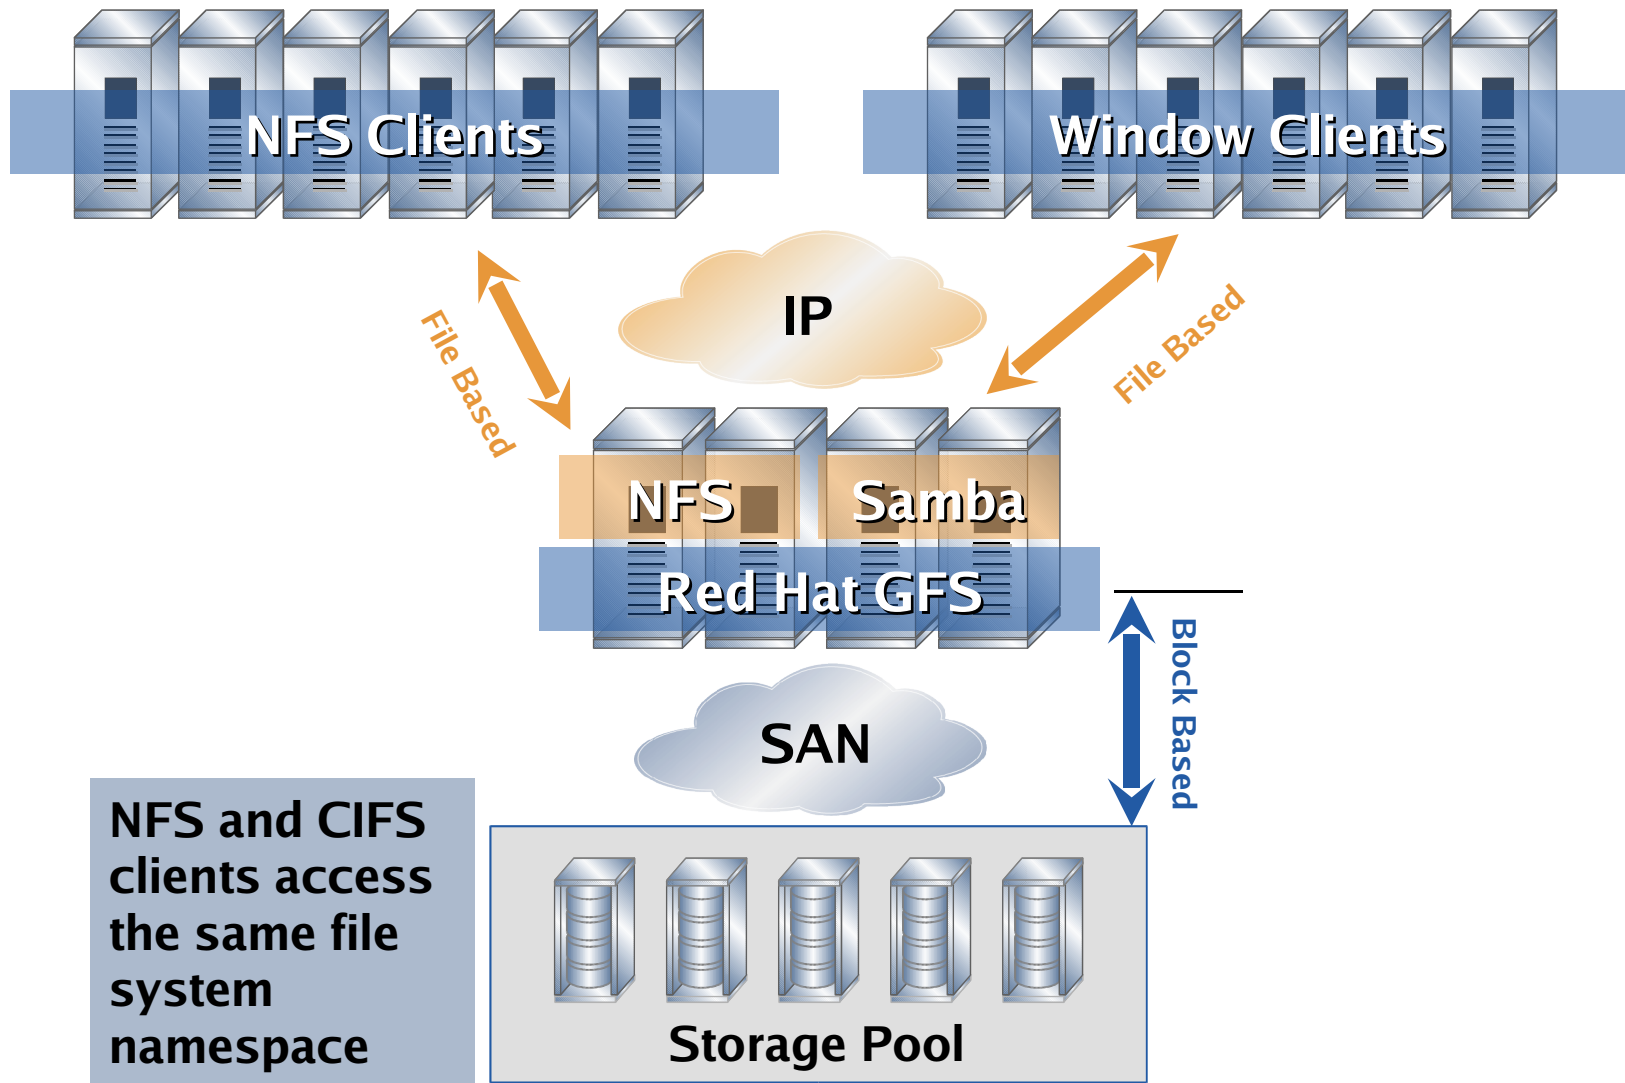 NFS Clients
Window Clients
IP
File Based
File Based
NFS
Samba
Red Hat GFS
Block Based
SAN
NFS and CIFS
clients access
the same file
system
namespace
Storage Pool